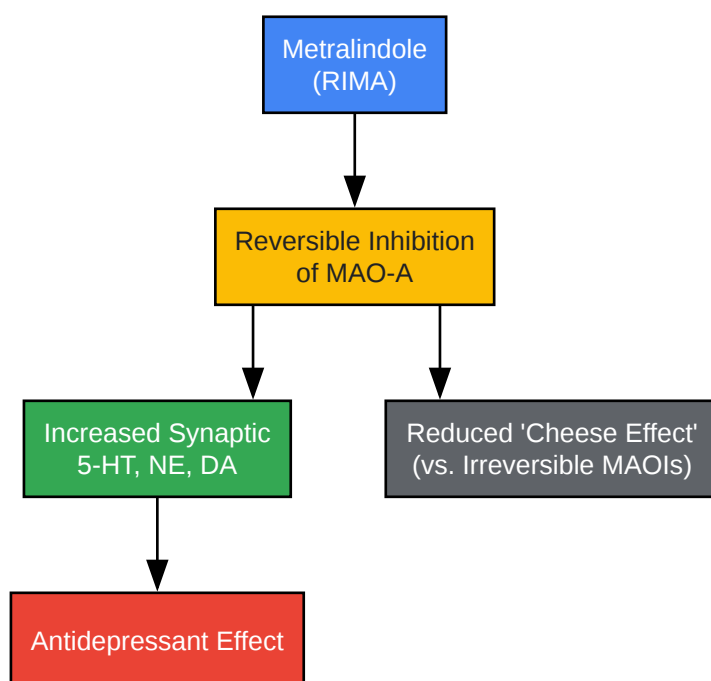 Metralindole
(RIMA)
Reversible Inhibition
of MAO-A
Increased Synaptic
5-HT, NE, DA
Reduced 'Cheese Effect'
(vs. Irreversible MAOIs)
Antidepressant Effect